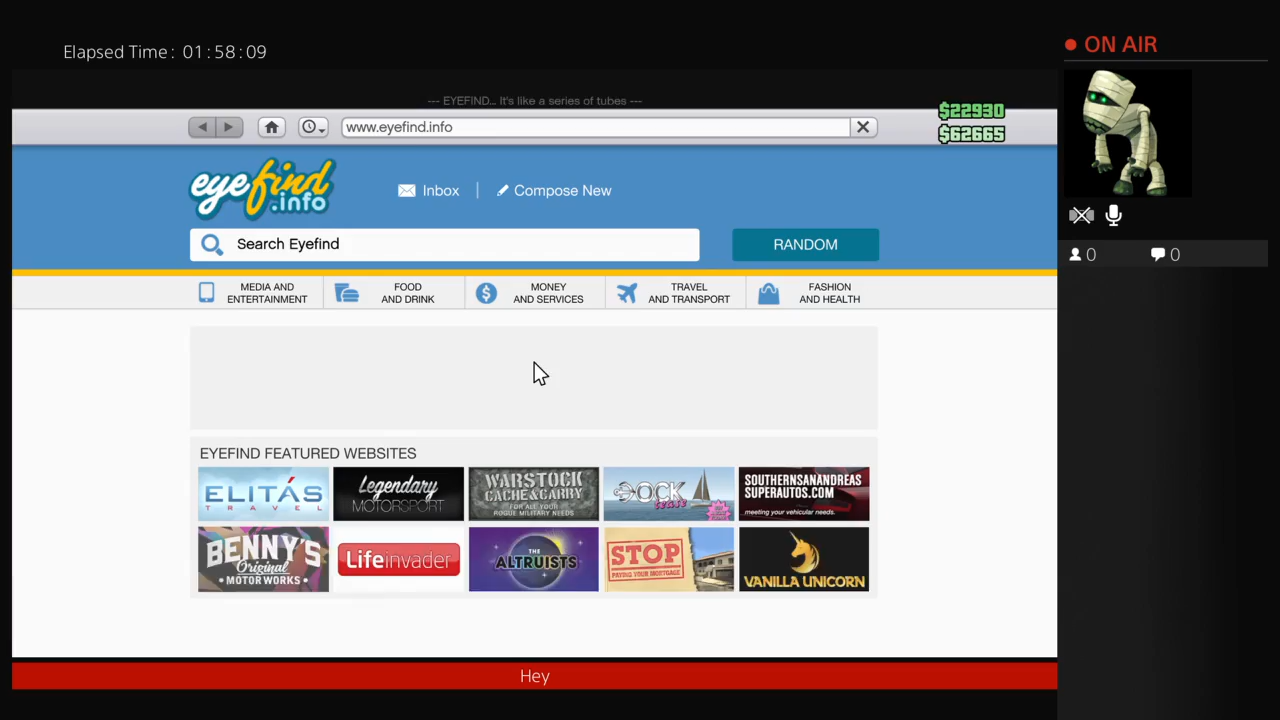 Elapsed Time: 01:58:09
ON AIR
--- EYEFIND... It's like a series of tubes ---
www.eyefind.info
$22930
$62665
eyefind
.info
Inbox | Compose New
Search Eyefind
RANDOM
0 0
MEDIA AND
ENTERTAINMENT
FOOD
AND DRINK
MONEY
AND SERVICES
TRAVEL
AND TRANSPORT
FASHION
AND HEALTH
EYEFIND FEATURED WEBSITES
ELITÁS
TRAVEL
Legendary
MOTORSPORT
WARSTOCK
CACHE&CARRY
FOR ALL YOUR
ROGUE MILITARY NEEDS
DOCK
tease
SOUTHERNSANANDREAS
SUPERAUTOS.COM
meeting your vehicular needs.
BENNY'S
Original
MOTOR WORKS
Lifeinvader
THE
ALTRUISTS
STOP
PAYING YOUR MORTGAGE
VANILLA UNICORN
Hey